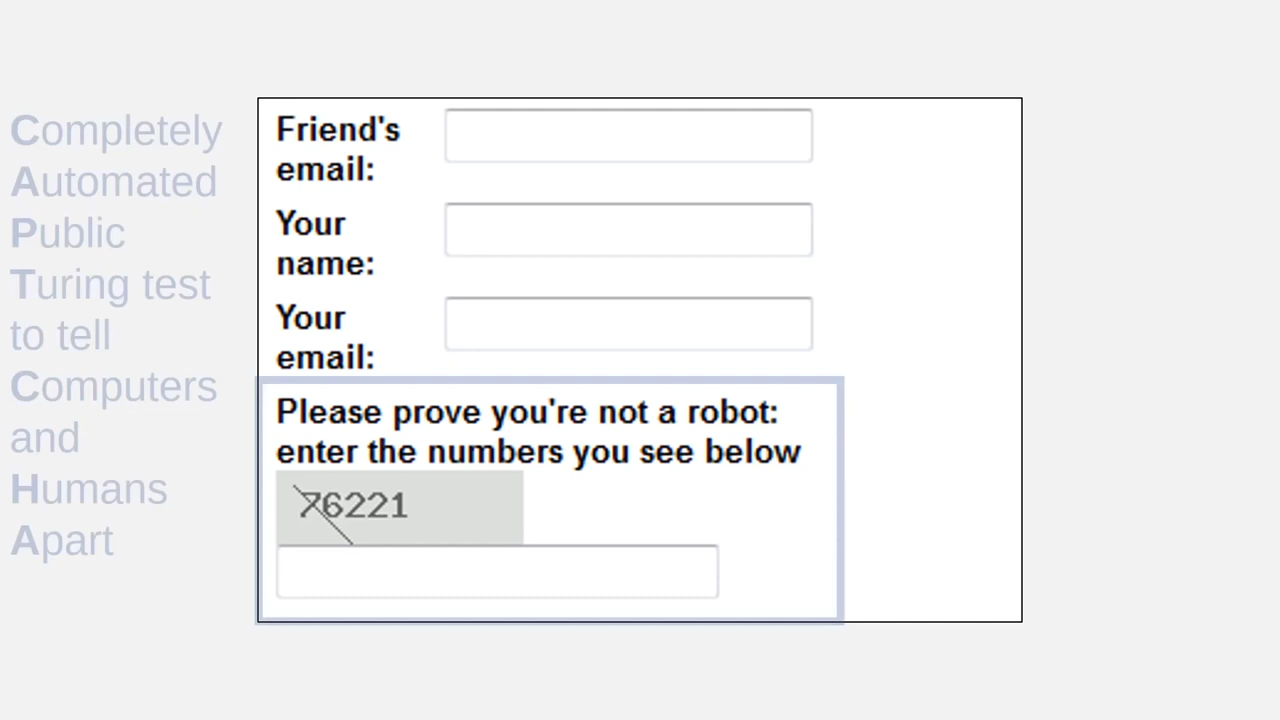 Completely
Automated
Public
Turing test
to tell
Computers
and
Humans
Apart
Friend's
email:
Your
name:
Your
email:
Please prove you're not a robot:
enter the numbers you see below
76221